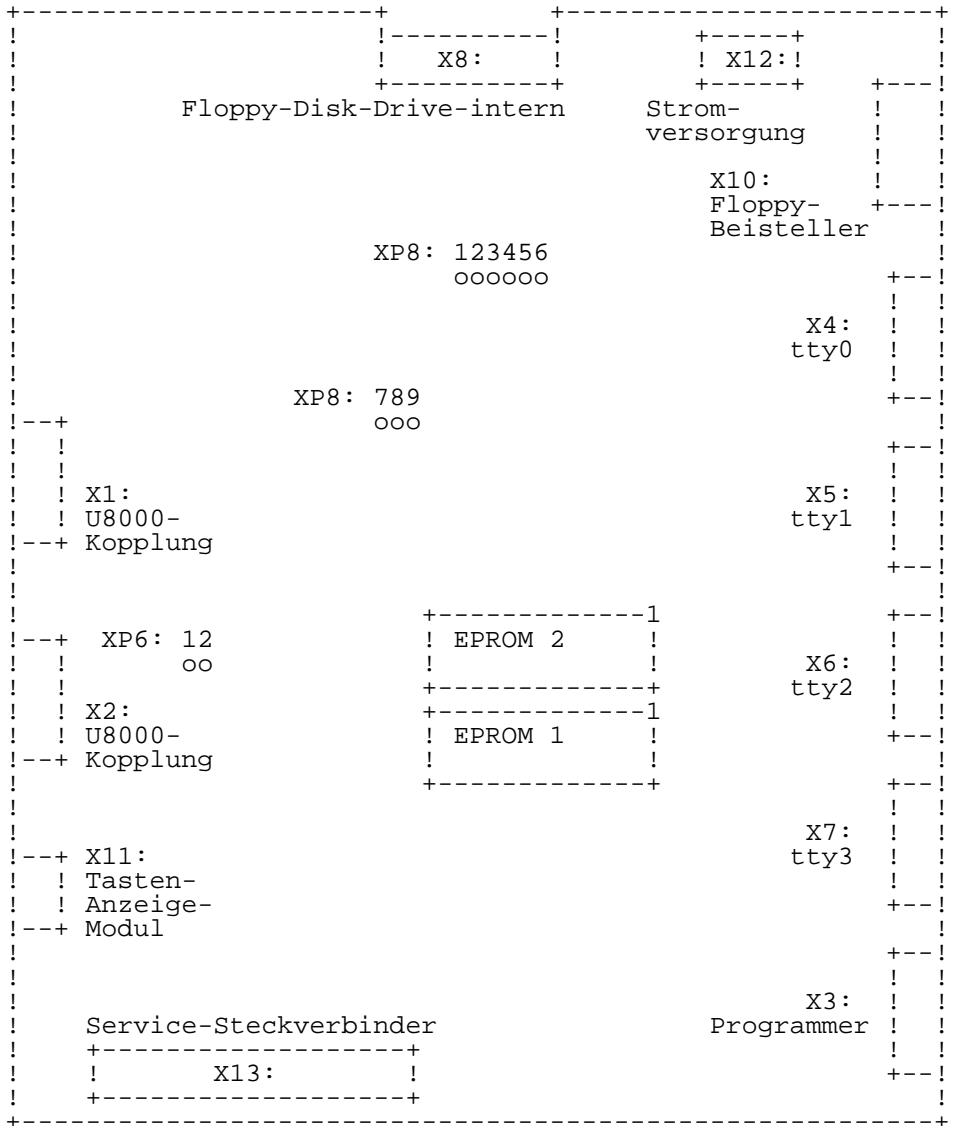 X8:
X12:
Floppy-Disk-Drive-intern
Strom-
versorgung
X10:
Floppy-
Beisteller
XP8: 123456
oooooo
X4:
tty0
XP8: 789
ooo
X1:
U8000-
Kopplung
X5:
tty1
1
XP6: 12
oo
EPROM 2
X6:
tty2
X2:
U8000-
Kopplung
1
EPROM 1
X7:
tty3
X11:
Tasten-
Anzeige-
Modul
X3:
Programmer
Service-Steckverbinder
X13: